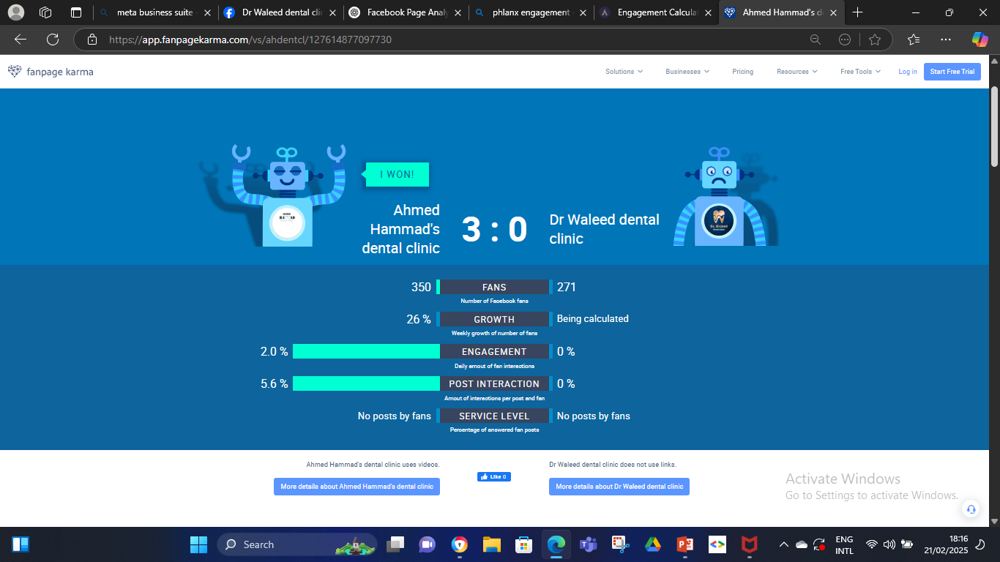 meta business suite -
Dr Waleed dental clin
Facebook Page Analy
phlanx engagement
Engagement Calcula
Ahmed Hammad's de
https://app.fanpagekarma.com/vs/ahdentcl/127614877097730
fanpage karma
Solutions
Businesses
Pricing
Resources
Free Tools
Log in
Start Free Trial
I WON!
Ahmed
Hammad's
dental clinic
3 : 0
Dr Waleed dental
clinic
350 FANS 271
Number of Facebook fans
26 % GROWTH Being calculated
Weekly growth of number of fans
2.0 % ENGAGEMENT 0 %
Daily amout of fan interactions
5.6 % POST INTERACTION 0 %
Amout of interactions per post and fan
No posts by fans SERVICE LEVEL No posts by fans
Percentage of answered fan posts
Ahmed Hammad's dental clinic uses videos.
Dr Waleed dental clinic does not use links.
Like 0
More details about Ahmed Hammad's dental clinic
More details about Dr Waleed dental clinic
Activate Windows
Go to Settings to activate Windows.
Search
ENG
INTL
18:16
21/02/2025